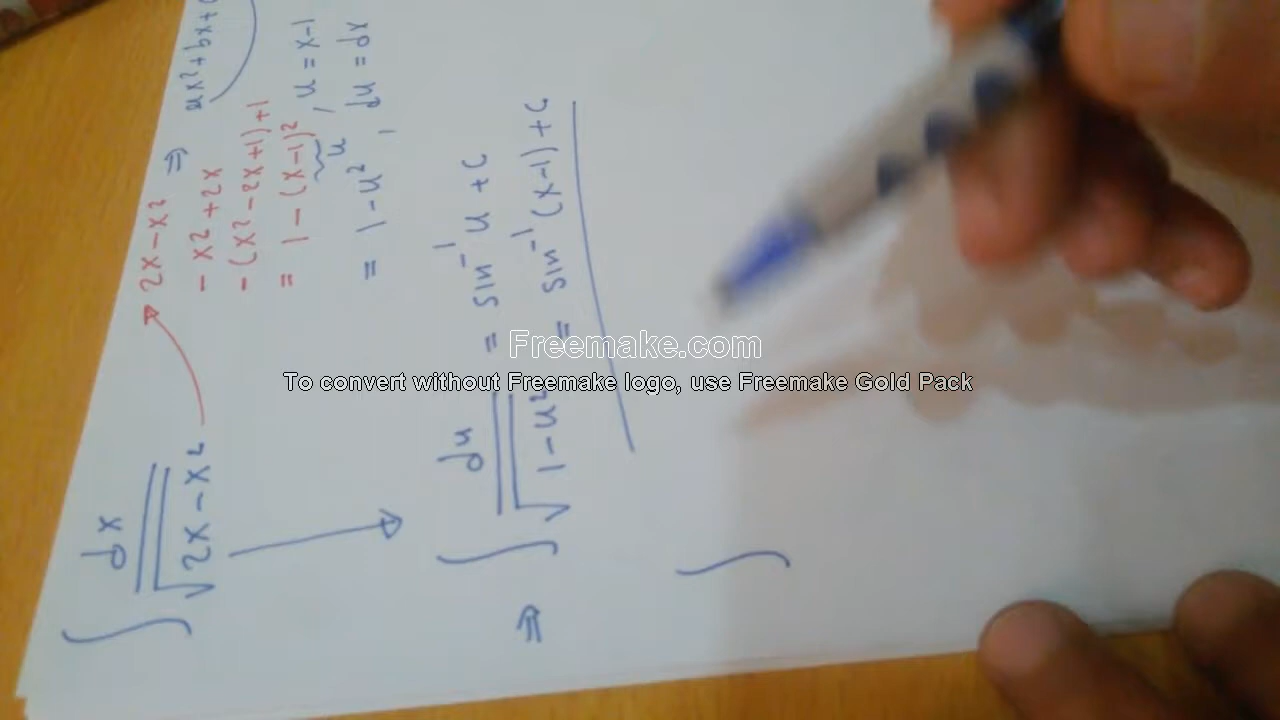 ∫ dx / √(2x − x²)
2x − x² ⇒
− x² + 2x
−(x² − 2x + 1) + 1
= 1 − (x−1)² , u = x−1
u
= 1 − u² , du = dx
⇒ ∫ du / √(1 − u²) = sin⁻¹ u + c
= sin⁻¹ (x−1) + c
∫
Freemake.com
To convert without Freemake logo, use Freemake Gold Pack